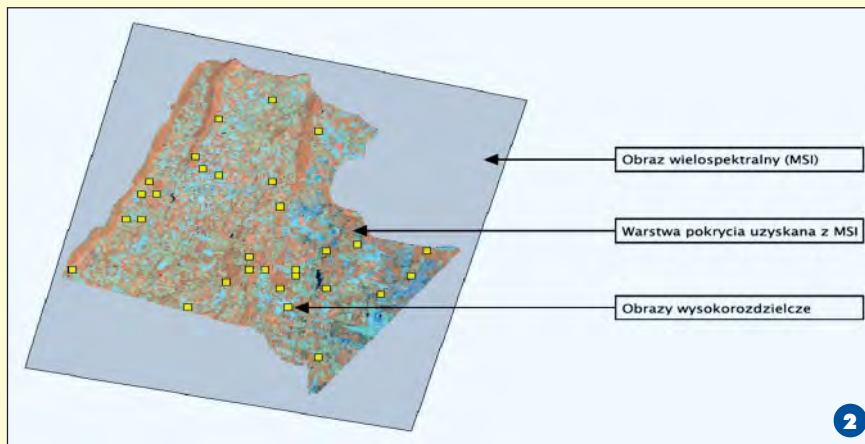 Obraz wielospektralny (MSI)
Warstwa pokrycia uzyskana z MSI
Obrazy wysokorozdzielcze
2